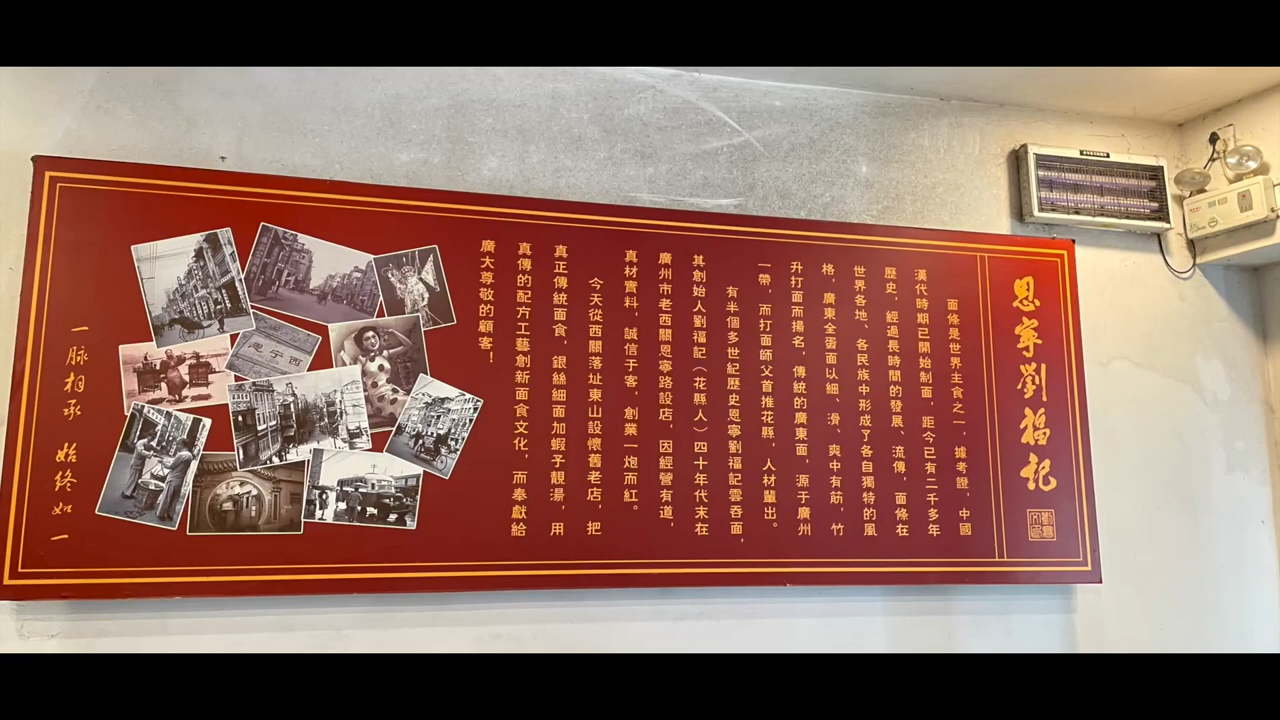 恩寧劉福記
面條是世界主食之一，據考證，中國
漢代時期已開始制面，距今已有二千多年
歷史，經過長時間的發展、流傳，面條在
世界各地、各民族中形成了各自獨特的風
格，廣東全蛋面以細、滑、爽中有筋，竹
升打面而揚名，傳統的廣東面，源于廣州
一帶，而打面師父首推花縣，人材輩出。
有半個多世紀歷史恩寧劉福記雲吞面，
其創始人劉福記（花縣人）四十年代末在
廣州市老西關恩寧路設店，因經營有道，
真材實料，誠信于客，創業一炮而紅。
今天從西關落址東山設懷舊老店，把
真正傳統面食，銀絲細面加蝦子靚湯，用
真傳的配方工藝創新面食文化，而奉獻給
廣大尊敬的顧客！
一脉相承 始終如一